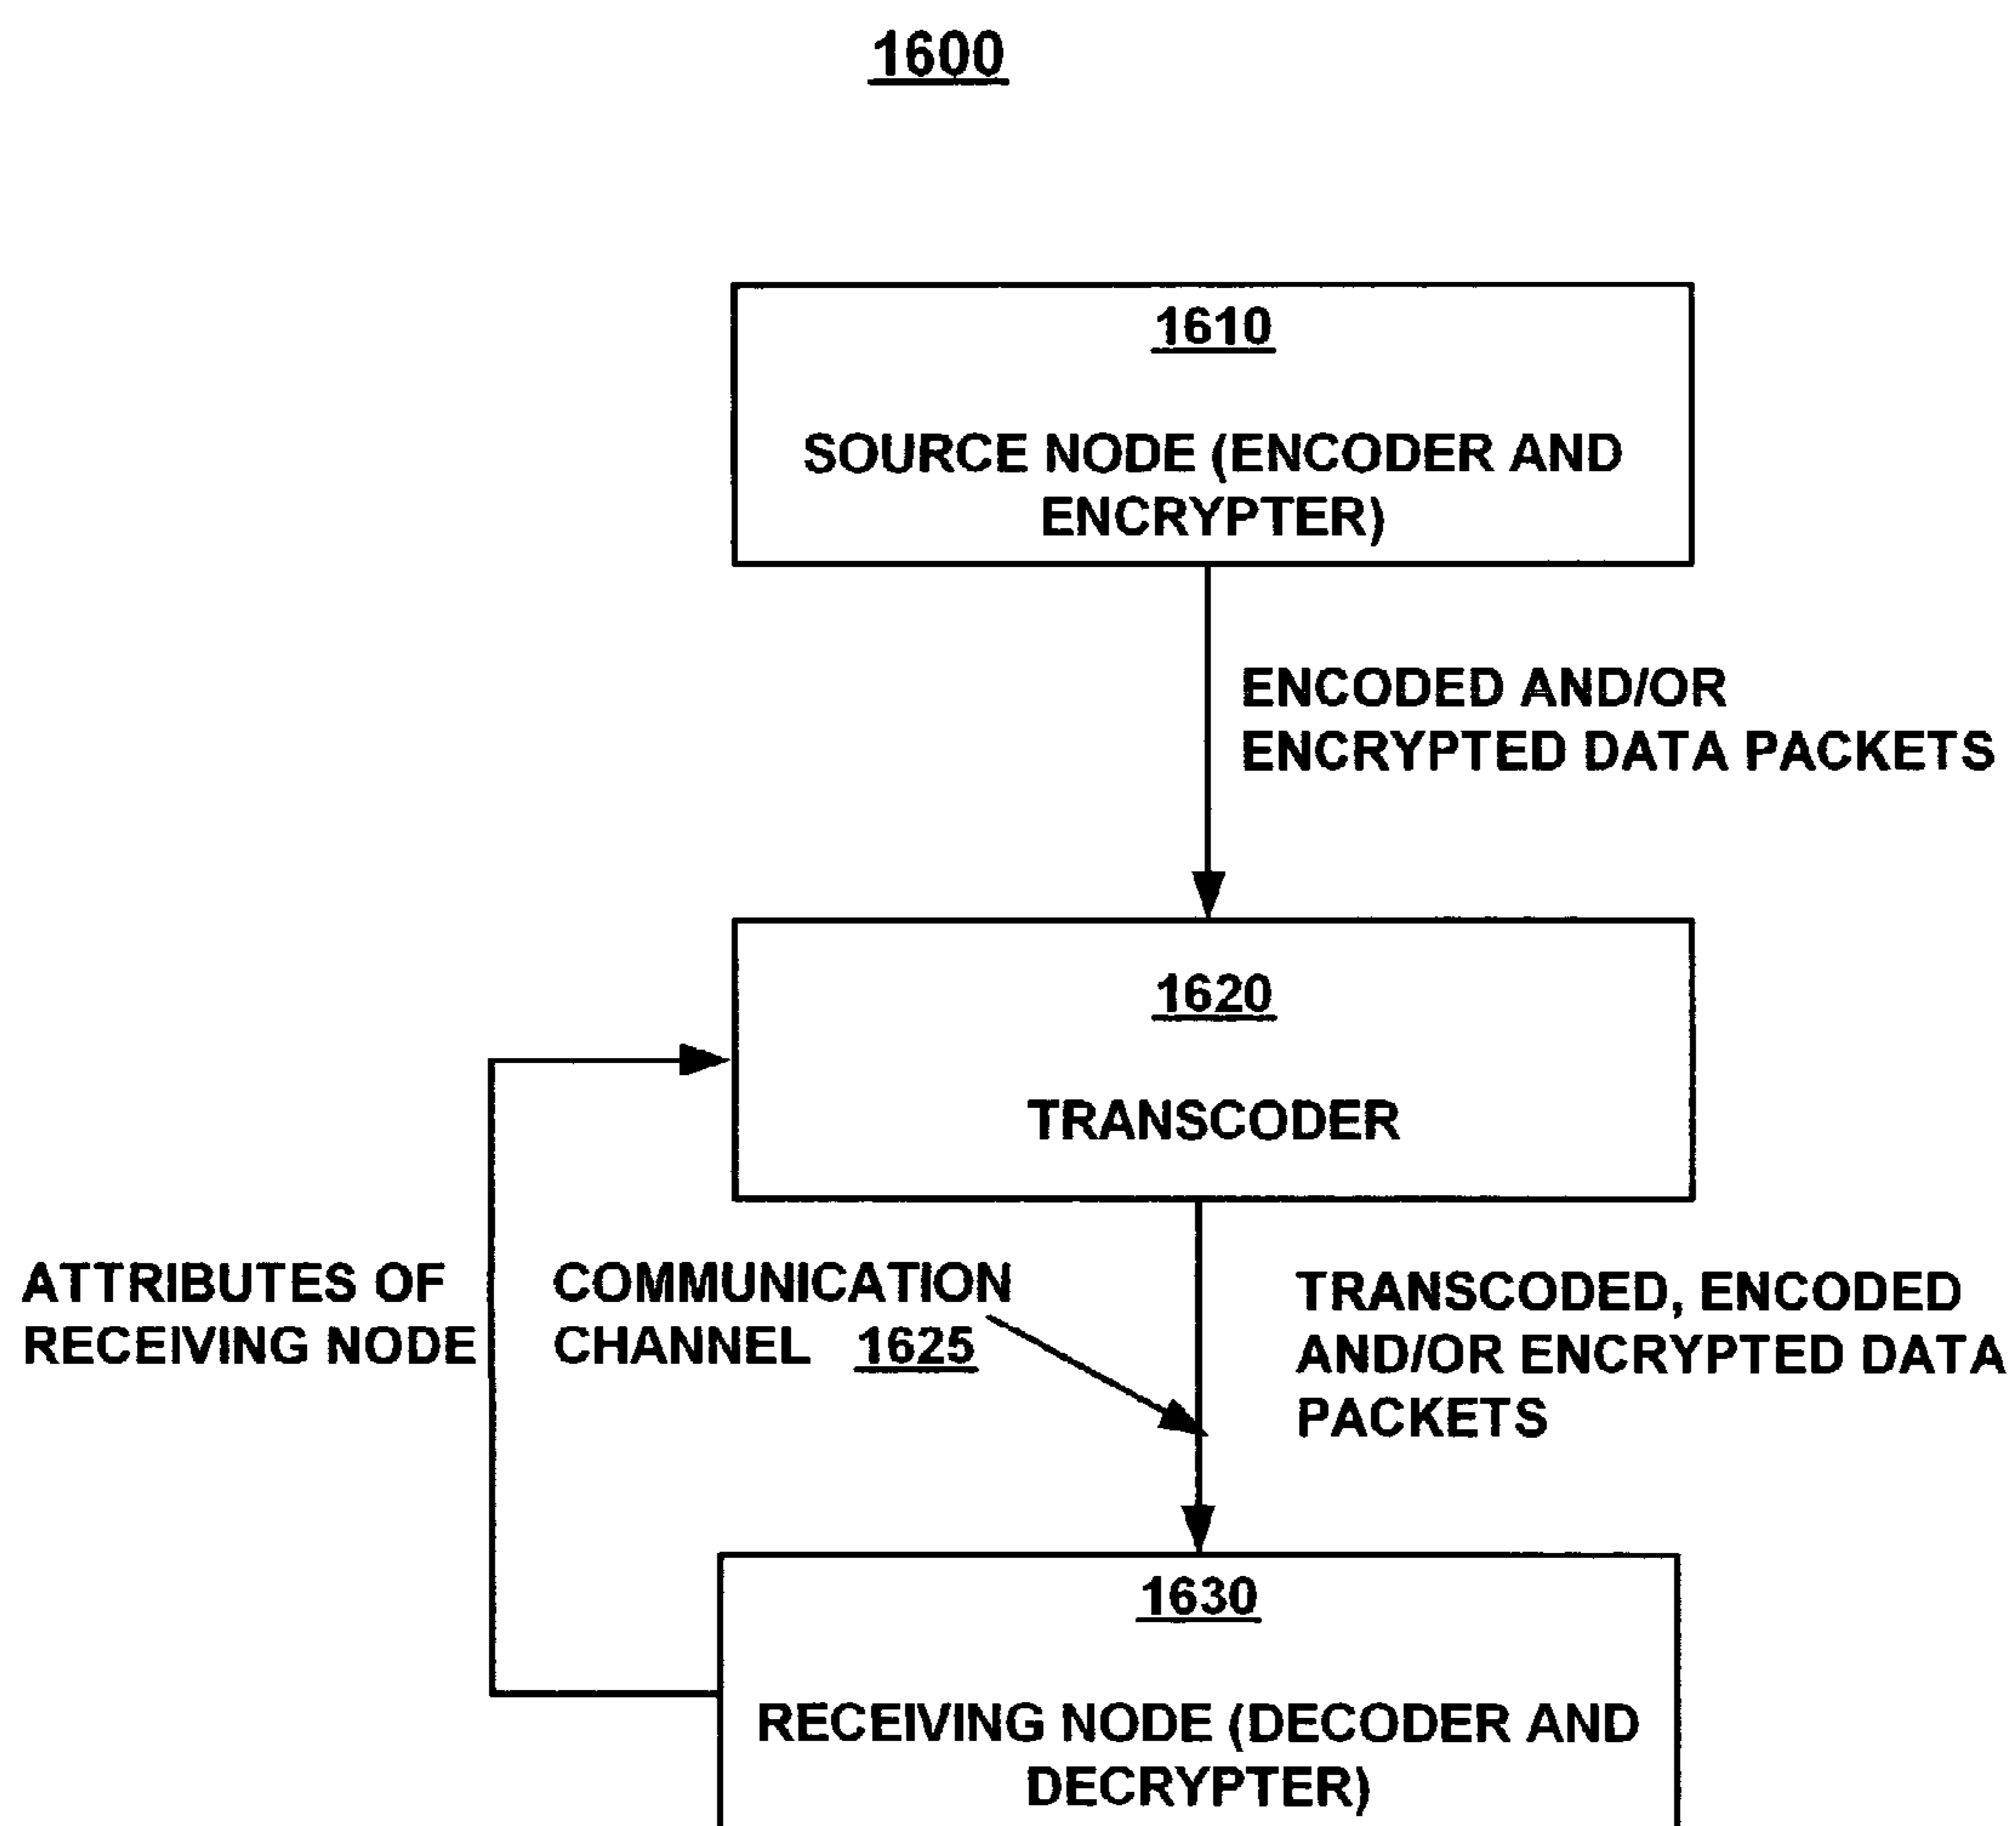 1600
1610
SOURCE NODE (ENCODER AND
ENCRYPTER)
ENCODED AND/OR
ENCRYPTED DATA PACKETS
1620
TRANSCODER
ATTRIBUTES OF
RECEIVING NODE
COMMUNICATION
CHANNEL 1625
TRANSCODED, ENCODED
AND/OR ENCRYPTED DATA
PACKETS
1630
RECEIVING NODE (DECODER AND
DECRYPTER)